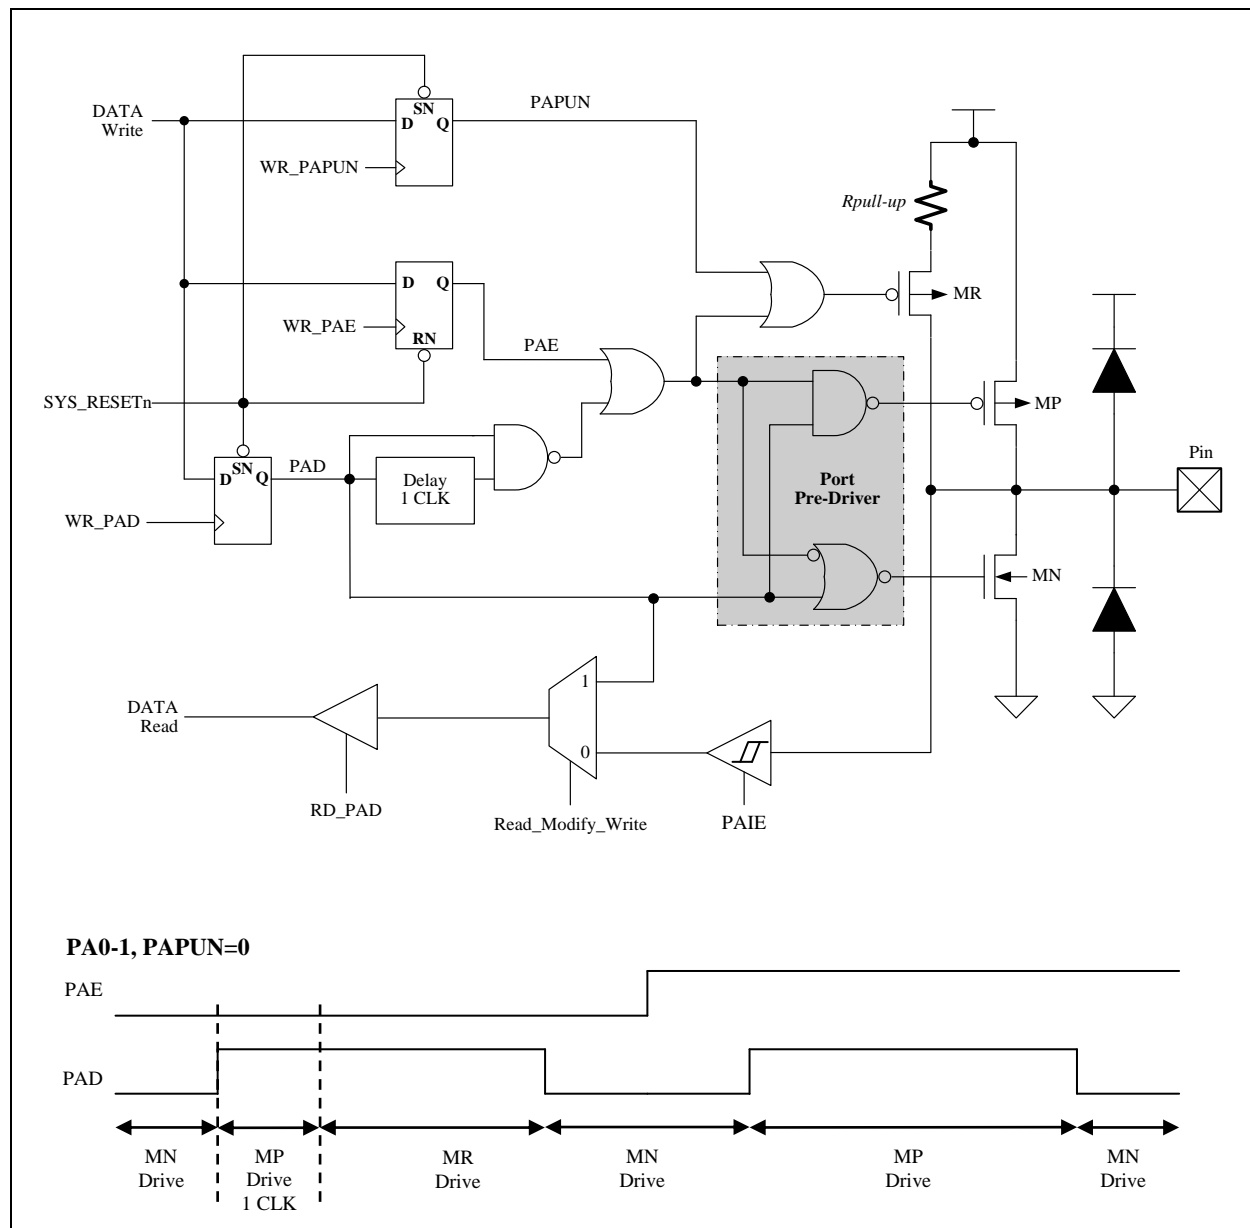 DATA
Write
SN
D
Q
PAPUN
WR_PAPUN
Rpull-up
MR
D
Q
WR_PAE
RN
PAE
SYS_RESETn
MP
SN
D
Q
PAD
Delay
1 CLK
WR_PAD
Port
Pre-Driver
Pin
MN
1
0
DATA
Read
RD_PAD
Read_Modify_Write
PAIE
PA0-1, PAPUN=0
PAE
PAD
MN
Drive
MP
Drive
1 CLK
MR
Drive
MN
Drive
MP
Drive
MN
Drive